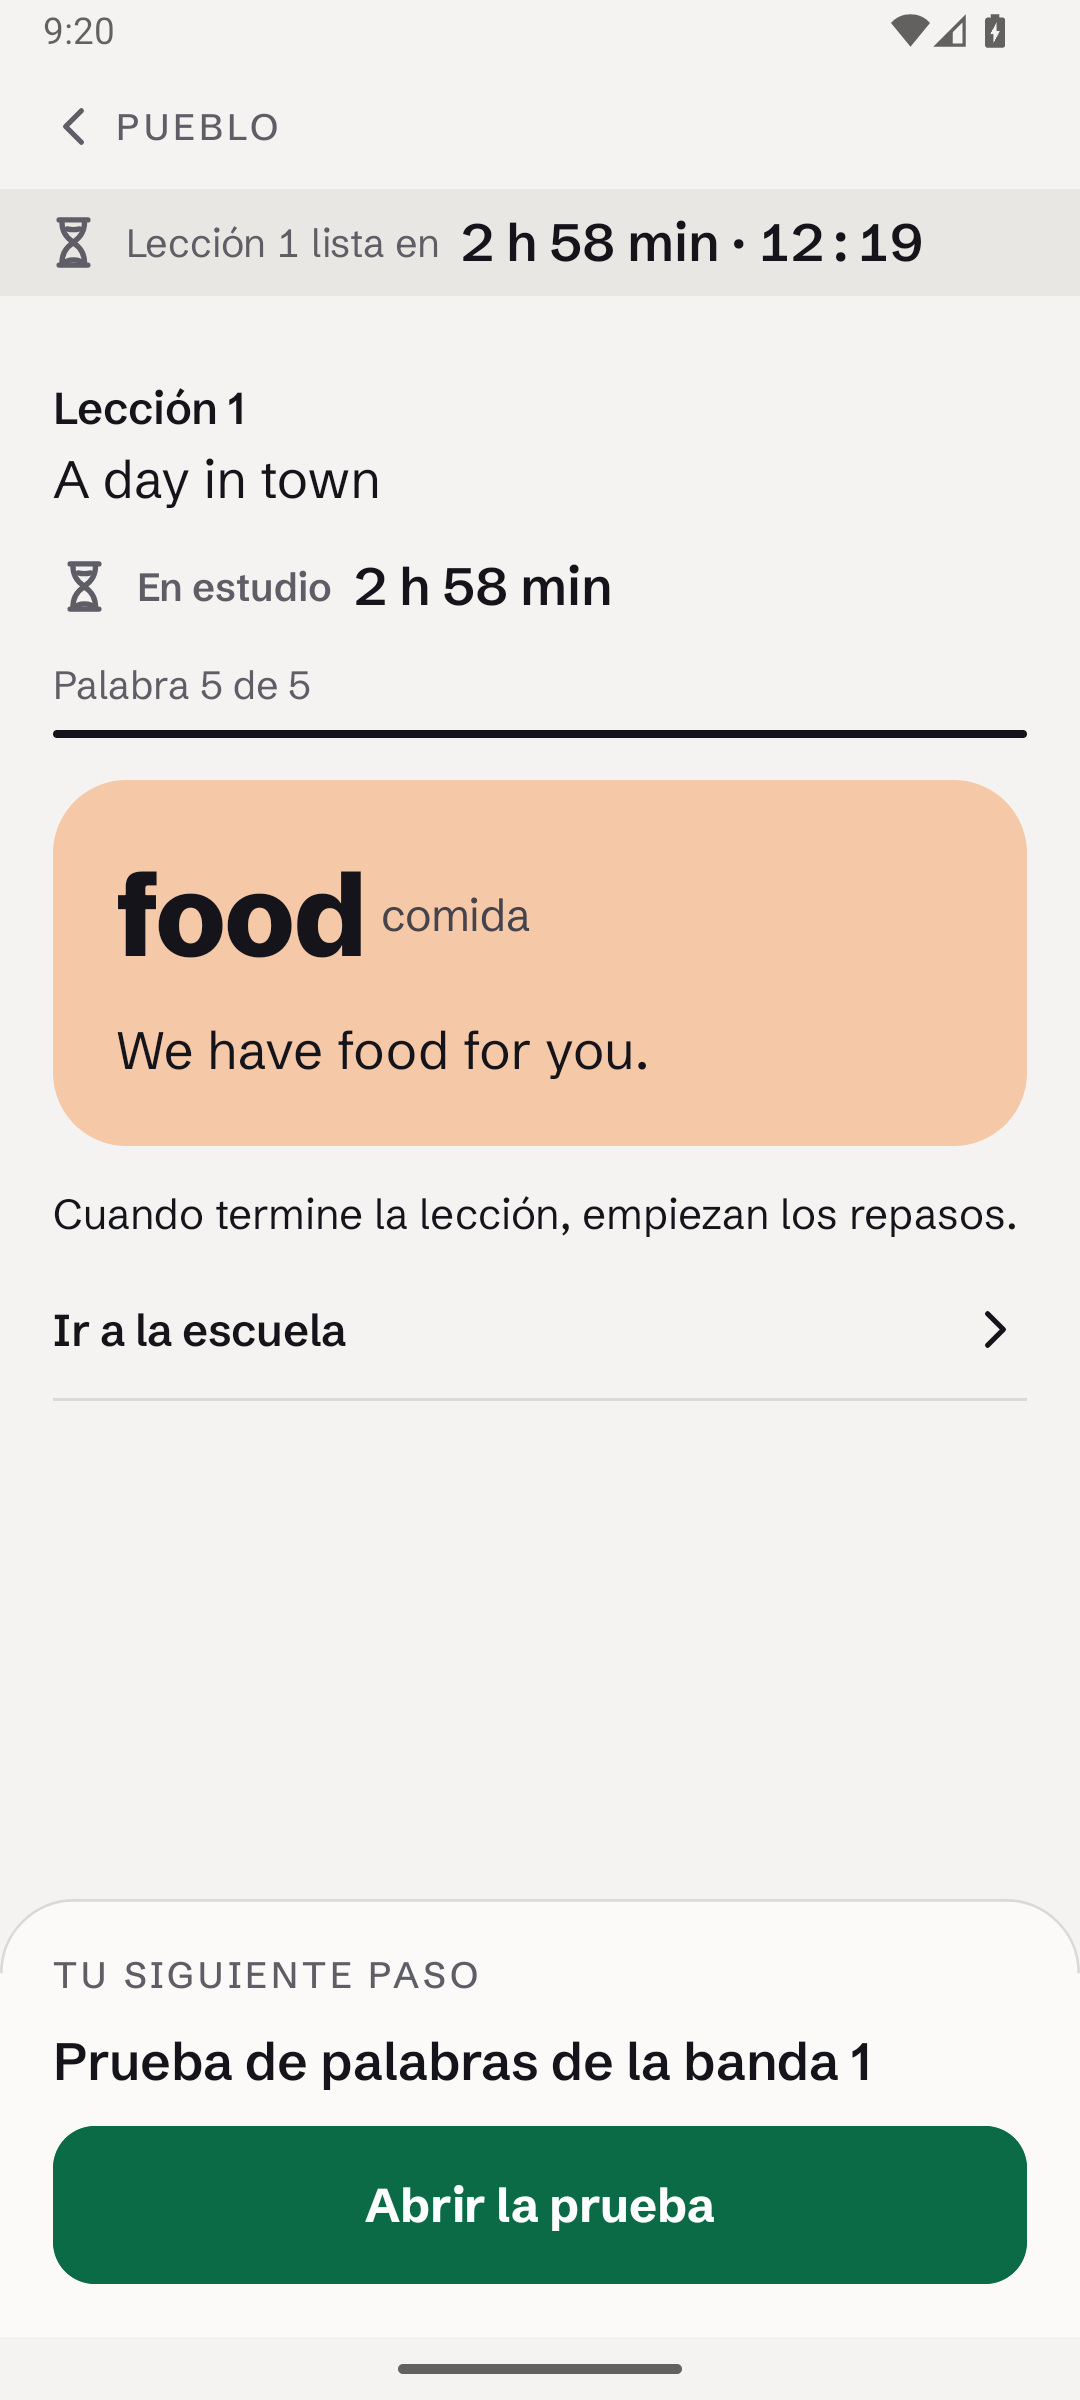 9:20
PUEBLO
Lección 1 lista en 2 h 58 min · 12:19
Lección 1
A day in town
En estudio 2 h 58 min
Palabra 5 de 5
food comida
We have food for you.
Cuando termine la lección, empiezan los repasos.
Ir a la escuela
TU SIGUIENTE PASO
Prueba de palabras de la banda 1
Abrir la prueba